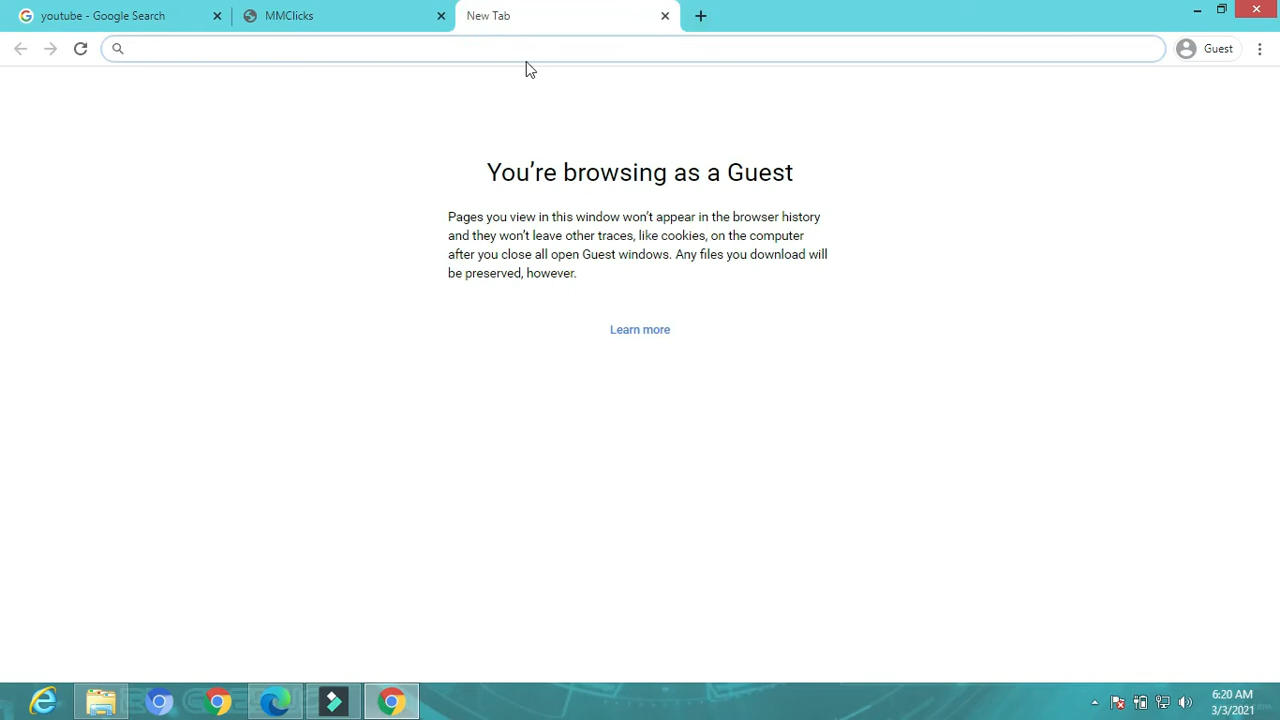 youtube - Google Search
MMClicks
New Tab
Guest
You’re browsing as a Guest
Pages you view in this window won’t appear in the browser history
and they won’t leave other traces, like cookies, on the computer
after you close all open Guest windows. Any files you download will
be preserved, however.
Learn more
6:20 AM
3/3/2021